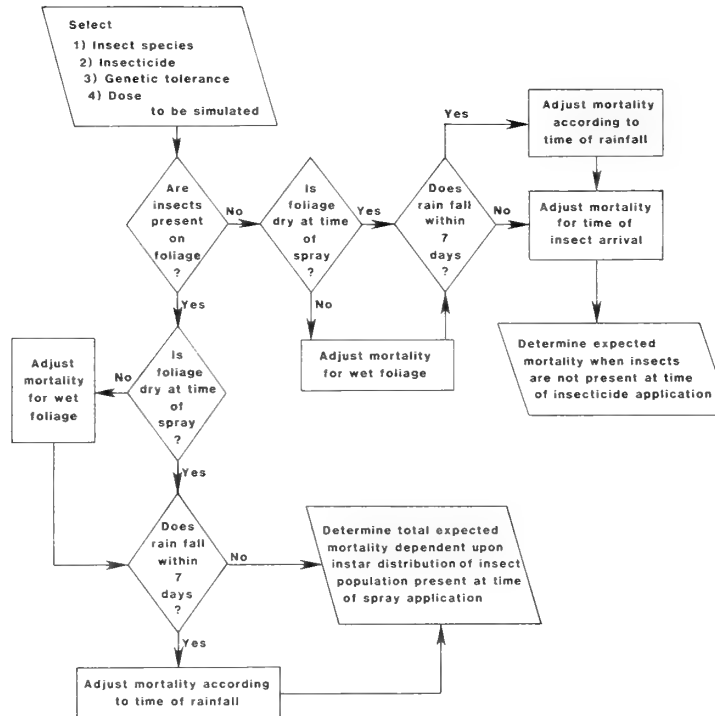 Select
1) Insect species
2) Insecticide
3) Genetic tolerance
4) Dose
to be simulated
Are
insects
present
on
foliage
?
No
Is
foliage
dry at time
of
spray
?
Yes
Does
rain fall
within
7
days
?
Yes
Adjust mortality
according to
time of rainfall
No
Adjust mortality
for time of
insect arrival
No
Adjust mortality for wet foliage
Determine expected
mortality when insects
are not present at time
of insecticide application
Yes
Is
foliage
dry at time
of
spray
?
No
Adjust
mortality
for wet
foliage
Yes
Does
rain fall
within
7
days
?
No
Determine total expected
mortality dependent upon
instar distribution of insect
population present at time
of spray application
Yes
Adjust mortality according
to time of rainfall